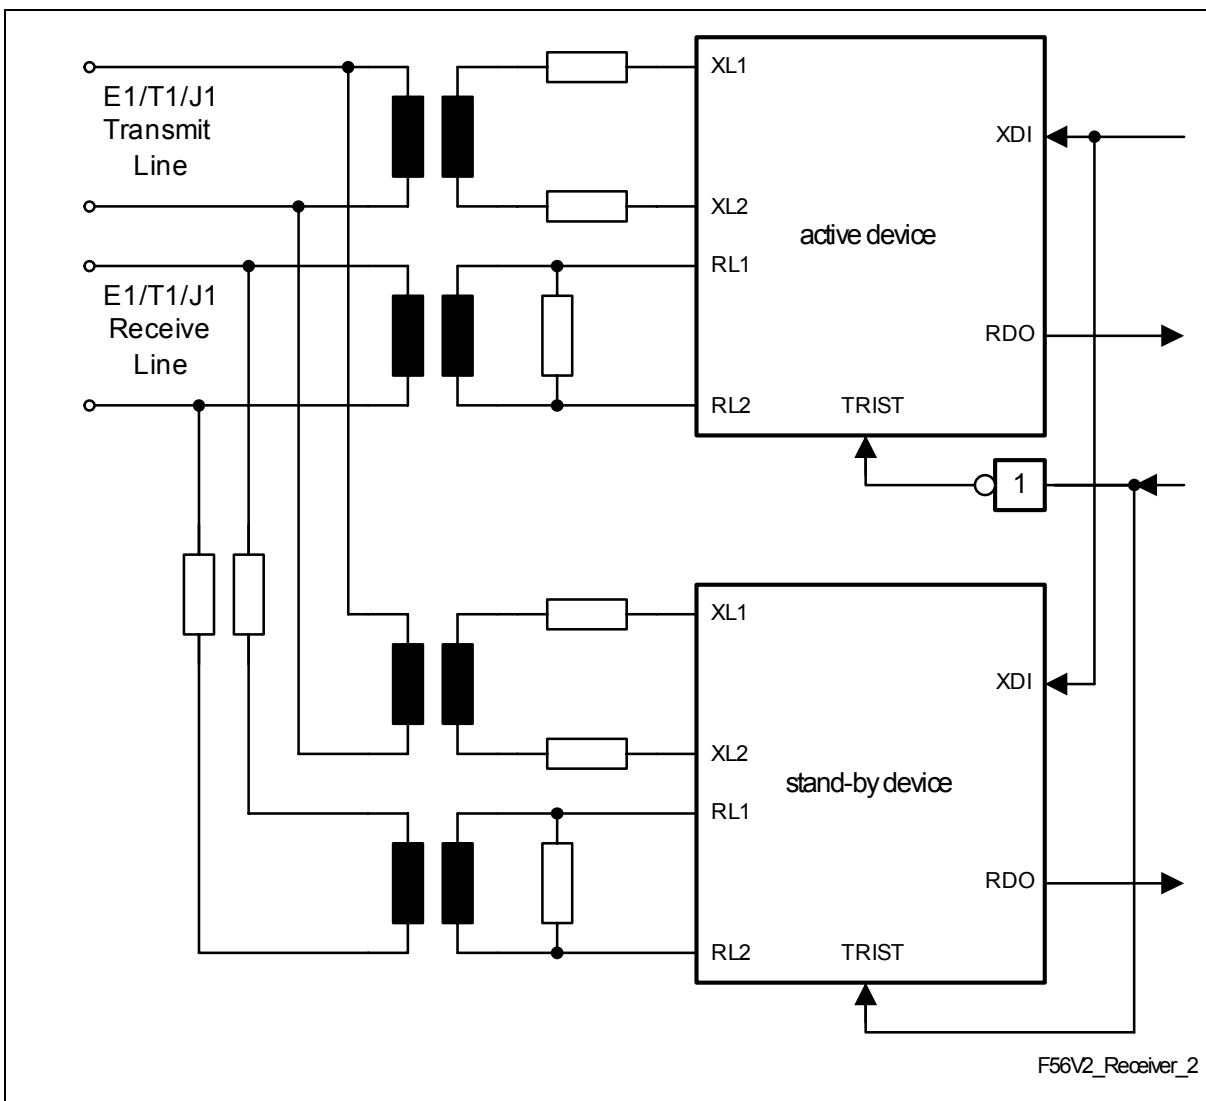 E1/T1/J1
Transmit
Line
E1/T1/J1
Receive
Line
XL1
XDI
XL2
active device
RL1
RDO
RL2
TRIST
1
XL1
XDI
XL2
stand-by device
RL1
RDO
RL2
TRIST
F56V2_Receiver_2